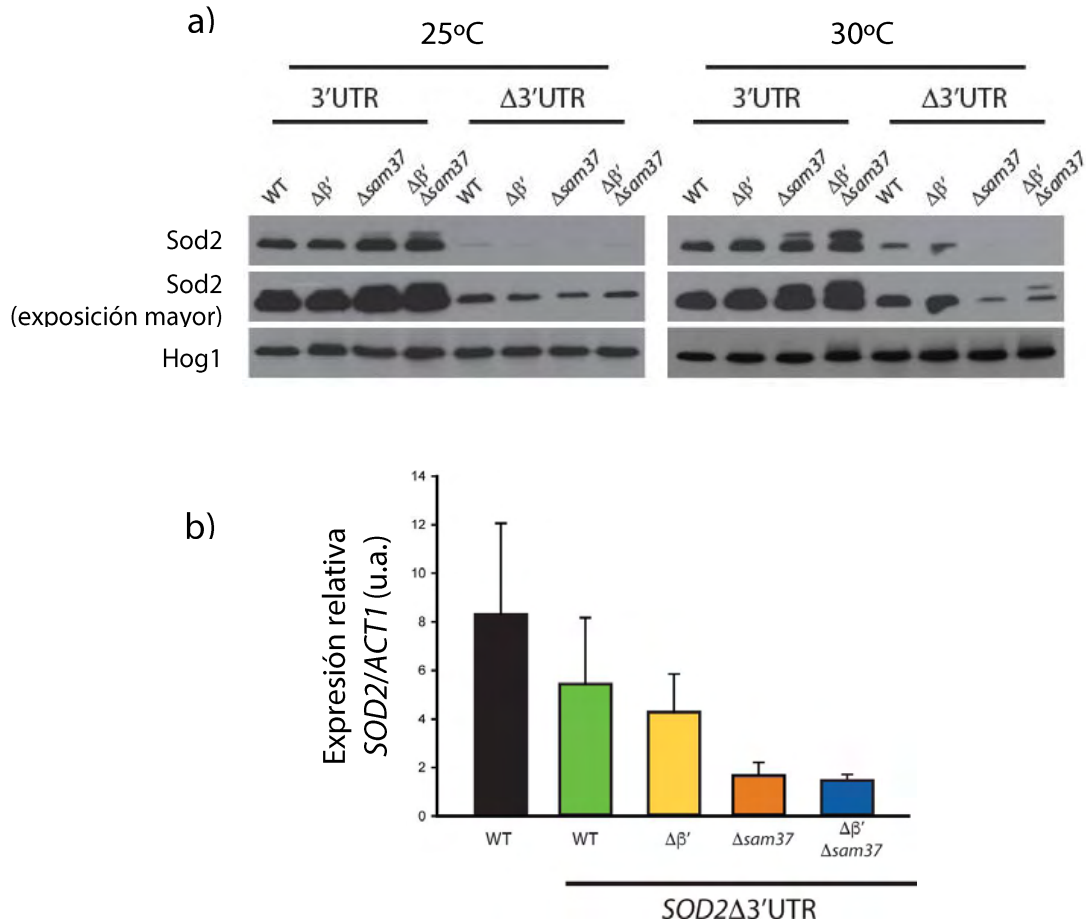 a)
25ºC
30ºC
3'UTR
Δ3'UTR
3'UTR
Δ3'UTR
WT
Δβ'
Δsam37
Δβ'
Δsam37
WT
Δβ'
Δsam37
Δβ'
Δsam37
WT
Δβ'
Δsam37
Δβ'
Δsam37
WT
Δβ'
Δsam37
Δβ'
Δsam37
Sod2
Sod2
(exposición mayor)
Hog1
b)
Expresión relativa
SOD2/ACT1 (u.a.)
14
12
10
8
6
4
2
0
WT
WT
Δβ'
Δsam37
Δβ'
Δsam37
SOD2Δ3'UTR